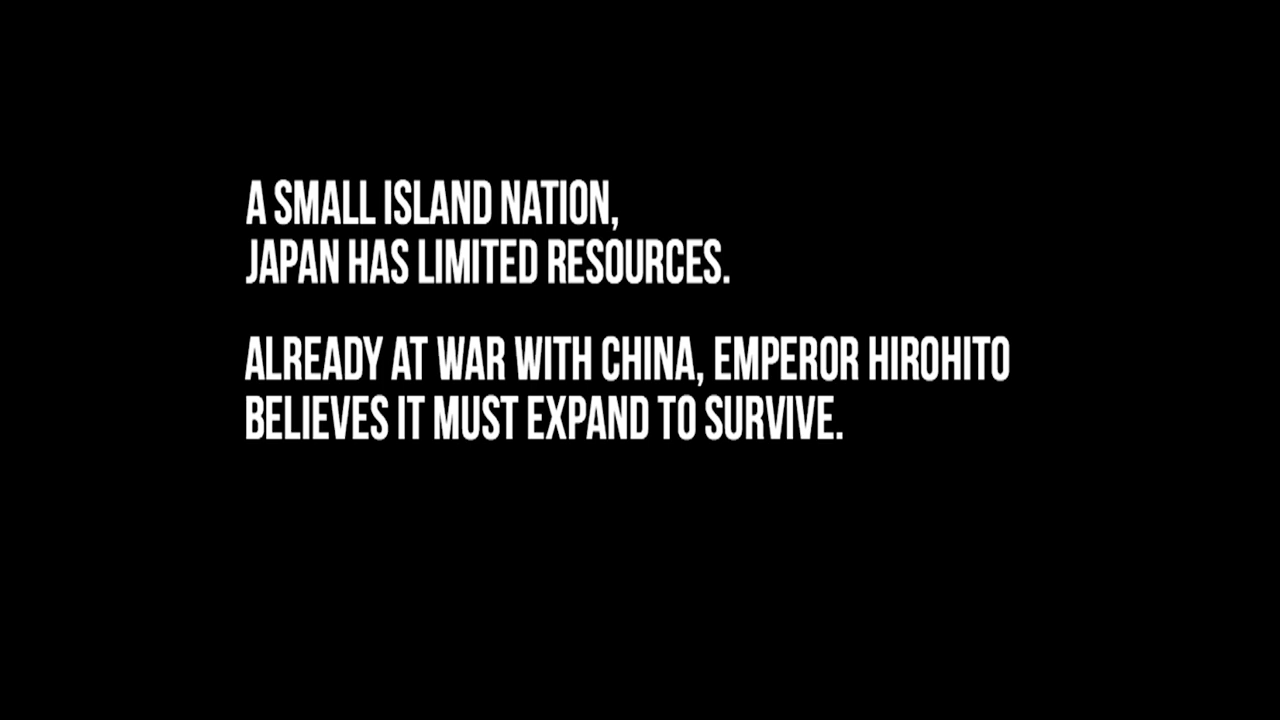 A SMALL ISLAND NATION,
JAPAN HAS LIMITED RESOURCES.
ALREADY AT WAR WITH CHINA, EMPEROR HIROHITO
BELIEVES IT MUST EXPAND TO SURVIVE.